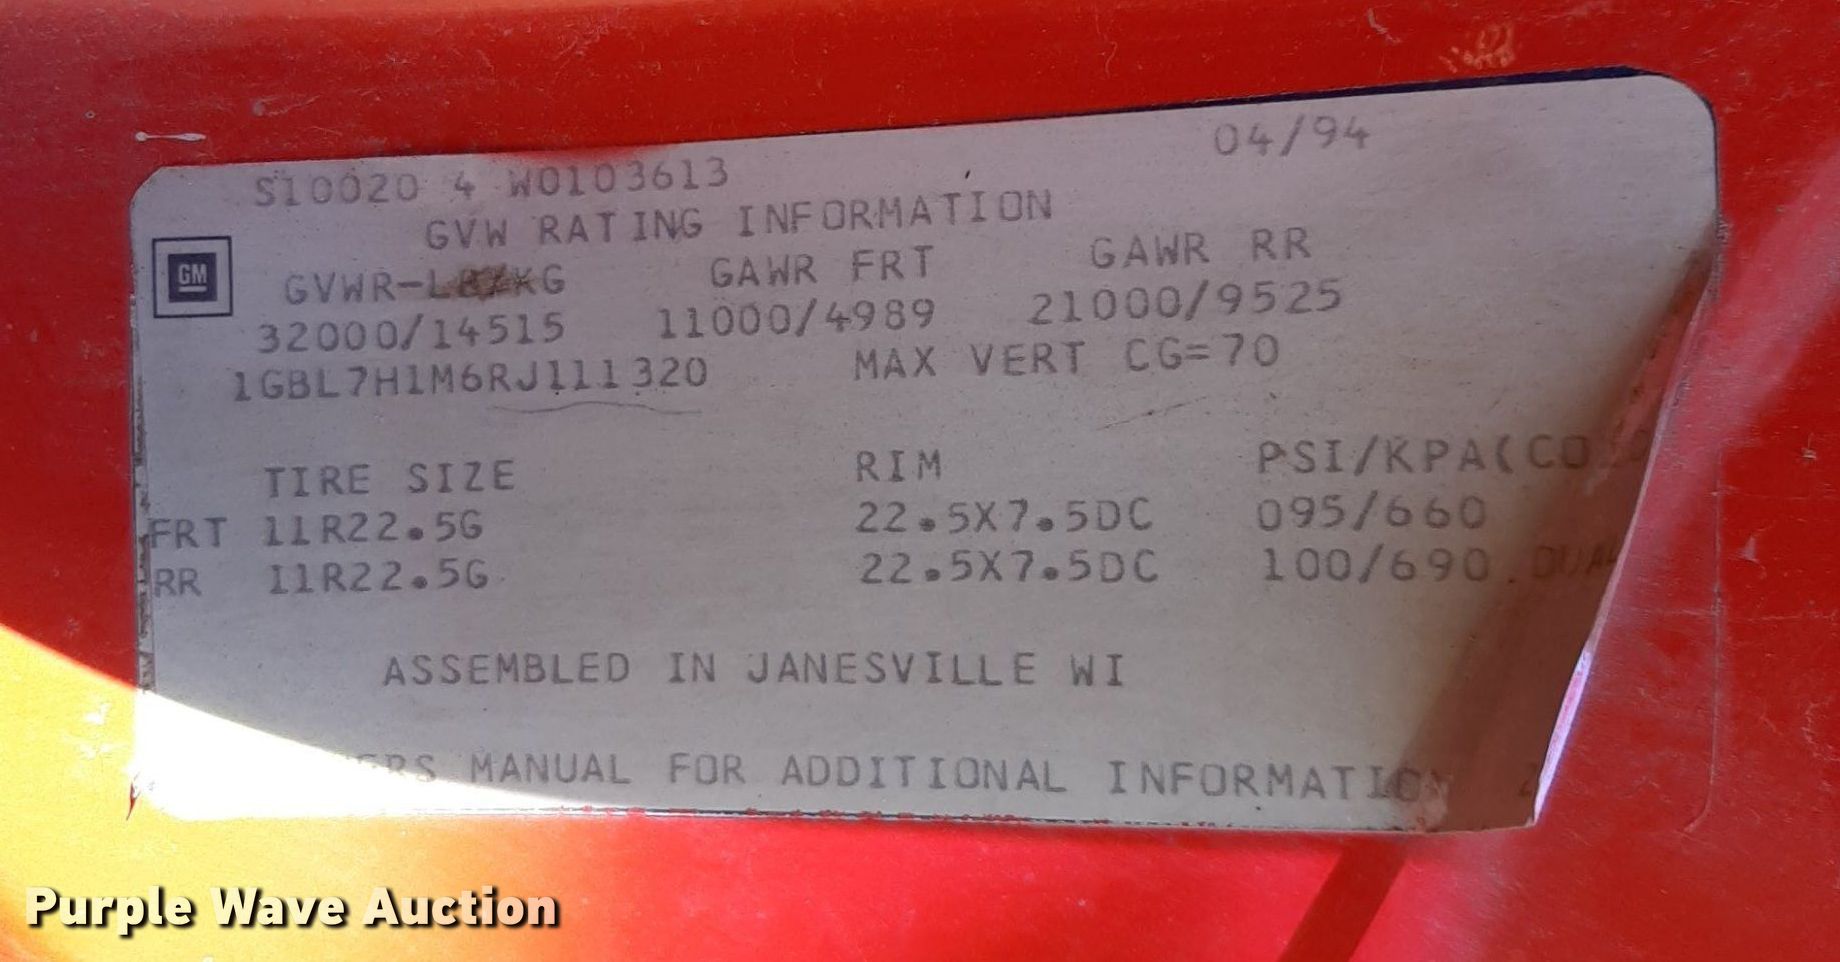 04/94
S10020 4 W0103613
GVW RATING INFORMATION
GM
GVWR-LB/KG GAWR FRT GAWR RR
32000/14515 11000/4989 21000/9525
1GBL7H1M6RJ111320 MAX VERT CG=70
TIRE SIZE RIM PSI/KPA(COLD
FRT 11R22.5G 22.5X7.5DC 095/660
RR 11R22.5G 22.5X7.5DC 100/690 DUAL
ASSEMBLED IN JANESVILLE WI
MANUAL FOR ADDITIONAL INFORMATION
Purple Wave Auction